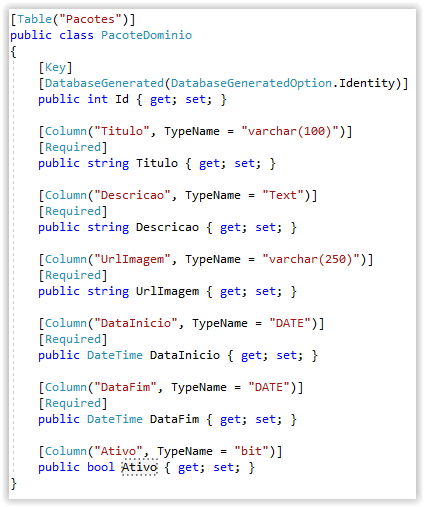 [Table("Pacotes")]
public class PacoteDominio
{
[Key]
[DatabaseGenerated(DatabaseGeneratedOption.Identity)]
public int Id { get; set; }
[Column("Titulo", TypeName = "varchar(100)")]
[Required]
public string Titulo { get; set; }
[Column("Descricao", TypeName = "Text")]
[Required]
public string Descricao { get; set; }
[Column("UrlImagem", TypeName = "varchar(250)")]
[Required]
public string UrlImagem { get; set; }
[Column("DataInicio", TypeName = "DATE")]
[Required]
public DateTime DataInicio { get; set; }
[Column("DataFim", TypeName = "DATE")]
[Required]
public DateTime DataFim { get; set; }
[Column("Ativo", TypeName = "bit")]
public bool Ativo { get; set; }
}